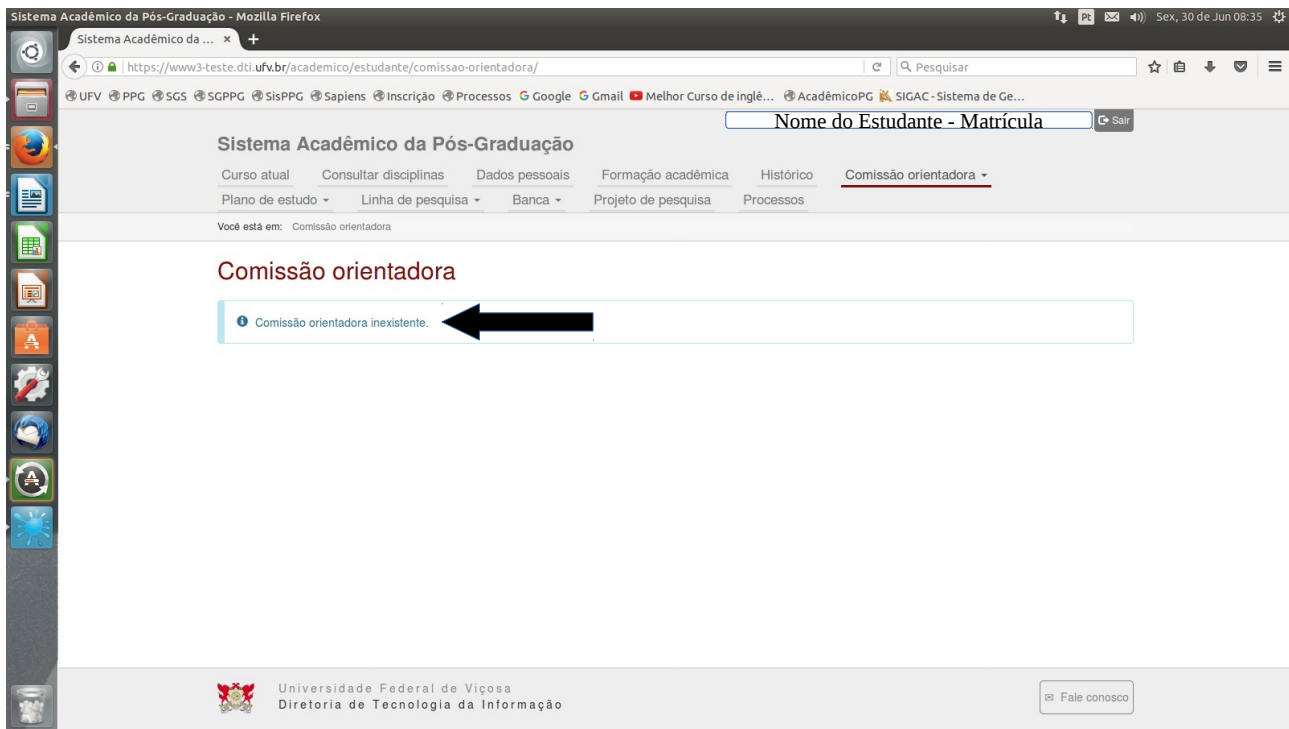 Sistema Acadêmico da Pós-Graduação - Mozilla Firefox
Pt
Sex, 30 de Jun 08:35
Sistema Acadêmico da ... × +
https://www3-teste.dti.ufv.br/academico/estudante/comissao-orientadora/
Pesquisar
UFV PPG SGS SGPPG SisPPG Sapiens Inscrição Processos Google Gmail Melhor Curso de inglê... AcadêmicoPG SIGAC - Sistema de Ge...
Nome do Estudante - Matrícula
Sair
Sistema Acadêmico da Pós-Graduação
Curso atual Consultar disciplinas Dados pessoais Formação acadêmica Histórico Comissão orientadora
Plano de estudo Linha de pesquisa Banca Projeto de pesquisa Processos
Você está em: Comissão orientadora
Comissão orientadora
Comissão orientadora inexistente.
Universidade Federal de Viçosa
Diretoria de Tecnologia da Informação
Fale conosco